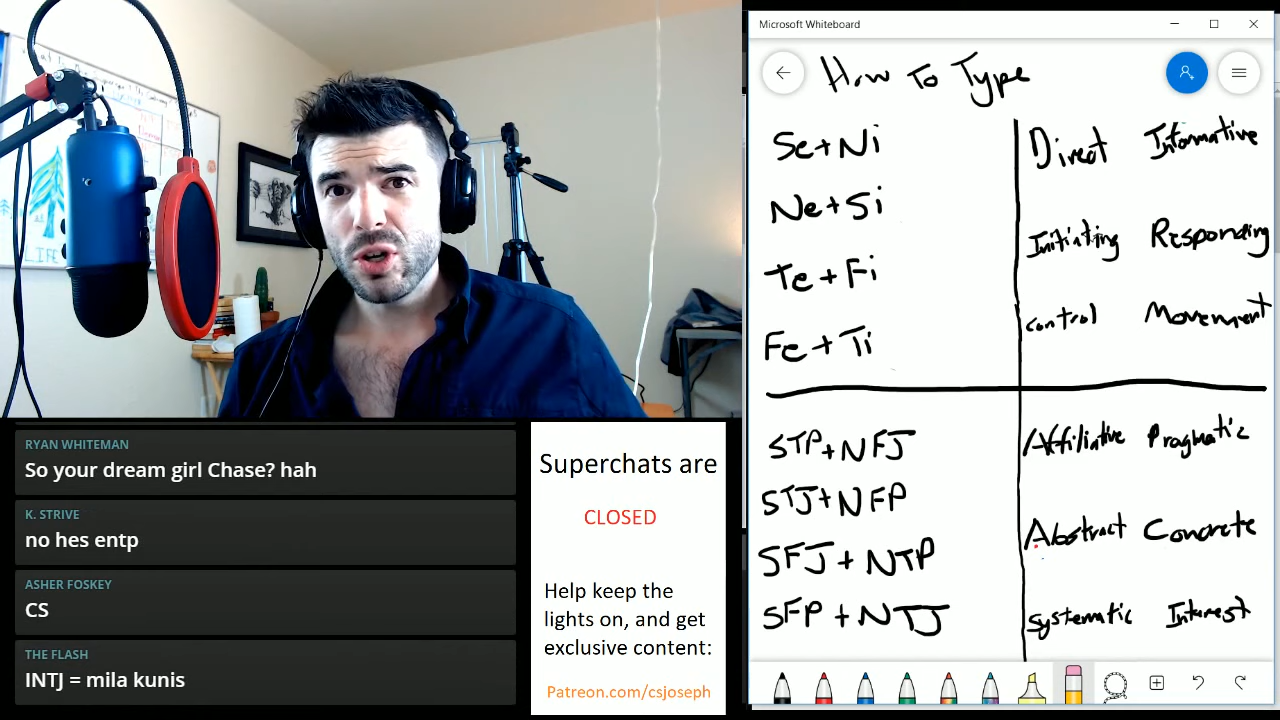 Microsoft Whiteboard
How To Type
Se+Ni
Ne+Si
Te+Fi
Fe+Ti
Direct Informative
Initiating Responding
control Movement
STP+NFJ
STJ+NFP
SFJ+NTP
SFP+NTJ
Affiliative Pragmatic
Abstract Concrete
Systematic Interest
LIFE
RYAN WHITEMAN
So your dream girl Chase? hah
K. STRIVE
no hes entp
ASHER FOSKEY
CS
THE FLASH
INTJ = mila kunis
Superchats are
CLOSED
Help keep the
lights on, and get
exclusive content:
Patreon.com/csjoseph